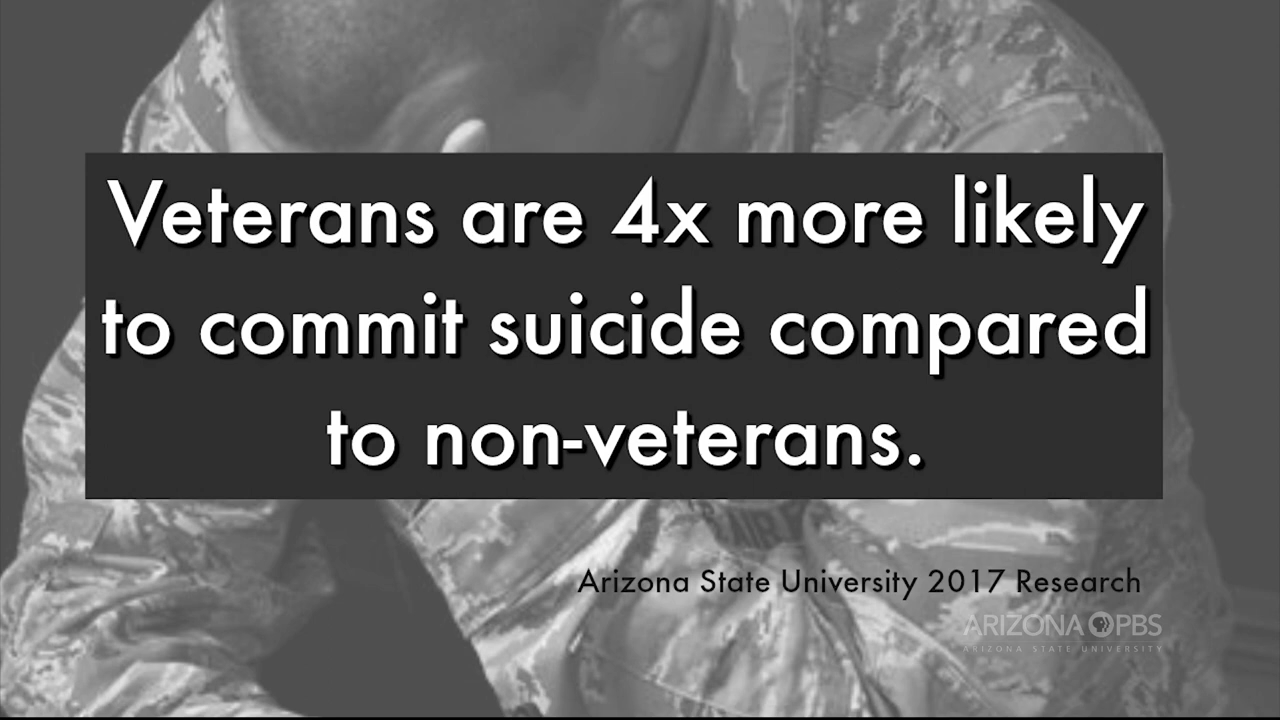 Veterans are 4x more likely
to commit suicide compared
to non-veterans.
Arizona State University 2017 Research
ARIZONA PBS
ARIZONA STATE UNIVERSITY